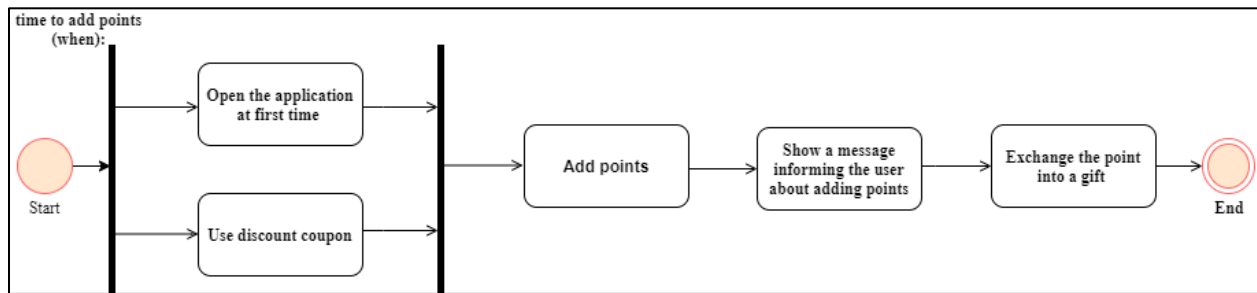 time to add points
(when):
Open the application
at first time
Start
Use discount coupon
Add points
Show a message
informing the user
about adding points
Exchange the point
into a gift
End